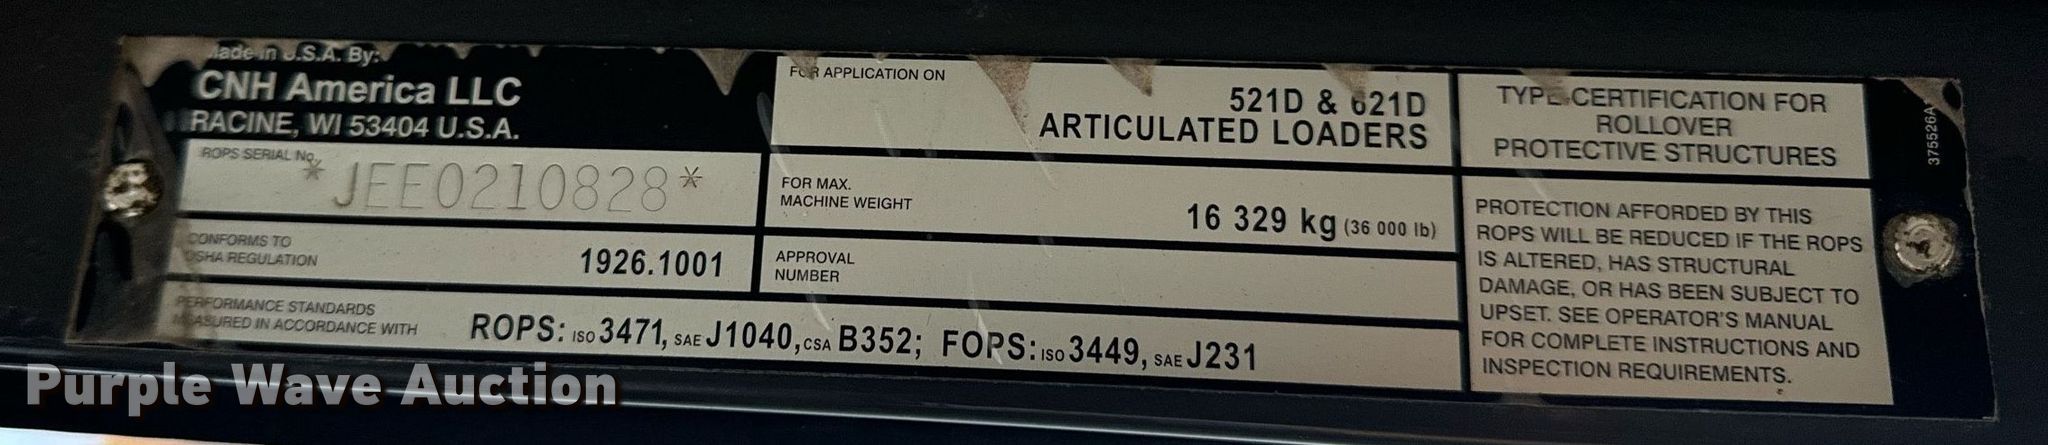 Made in U.S.A. By:
CNH America LLC
RACINE, WI 53404 U.S.A.
ROPS SERIAL No.
*JEE0210828*
CONFORMS TO
OSHA REGULATION
1926.1001
FOR APPLICATION ON
521D & 621D
ARTICULATED LOADERS
FOR MAX.
MACHINE WEIGHT
16 329 kg (36 000 lb)
APPROVAL
NUMBER
PERFORMANCE STANDARDS
MEASURED IN ACCORDANCE WITH
ROPS: ISO 3471, SAE J1040, CSA B352; FOPS: ISO 3449, SAE J231
TYPE CERTIFICATION FOR
ROLLOVER
PROTECTIVE STRUCTURES
PROTECTION AFFORDED BY THIS
ROPS WILL BE REDUCED IF THE ROPS
IS ALTERED, HAS STRUCTURAL
DAMAGE, OR HAS BEEN SUBJECT TO
UPSET. SEE OPERATOR'S MANUAL
FOR COMPLETE INSTRUCTIONS AND
INSPECTION REQUIREMENTS.
375526A
Purple Wave Auction